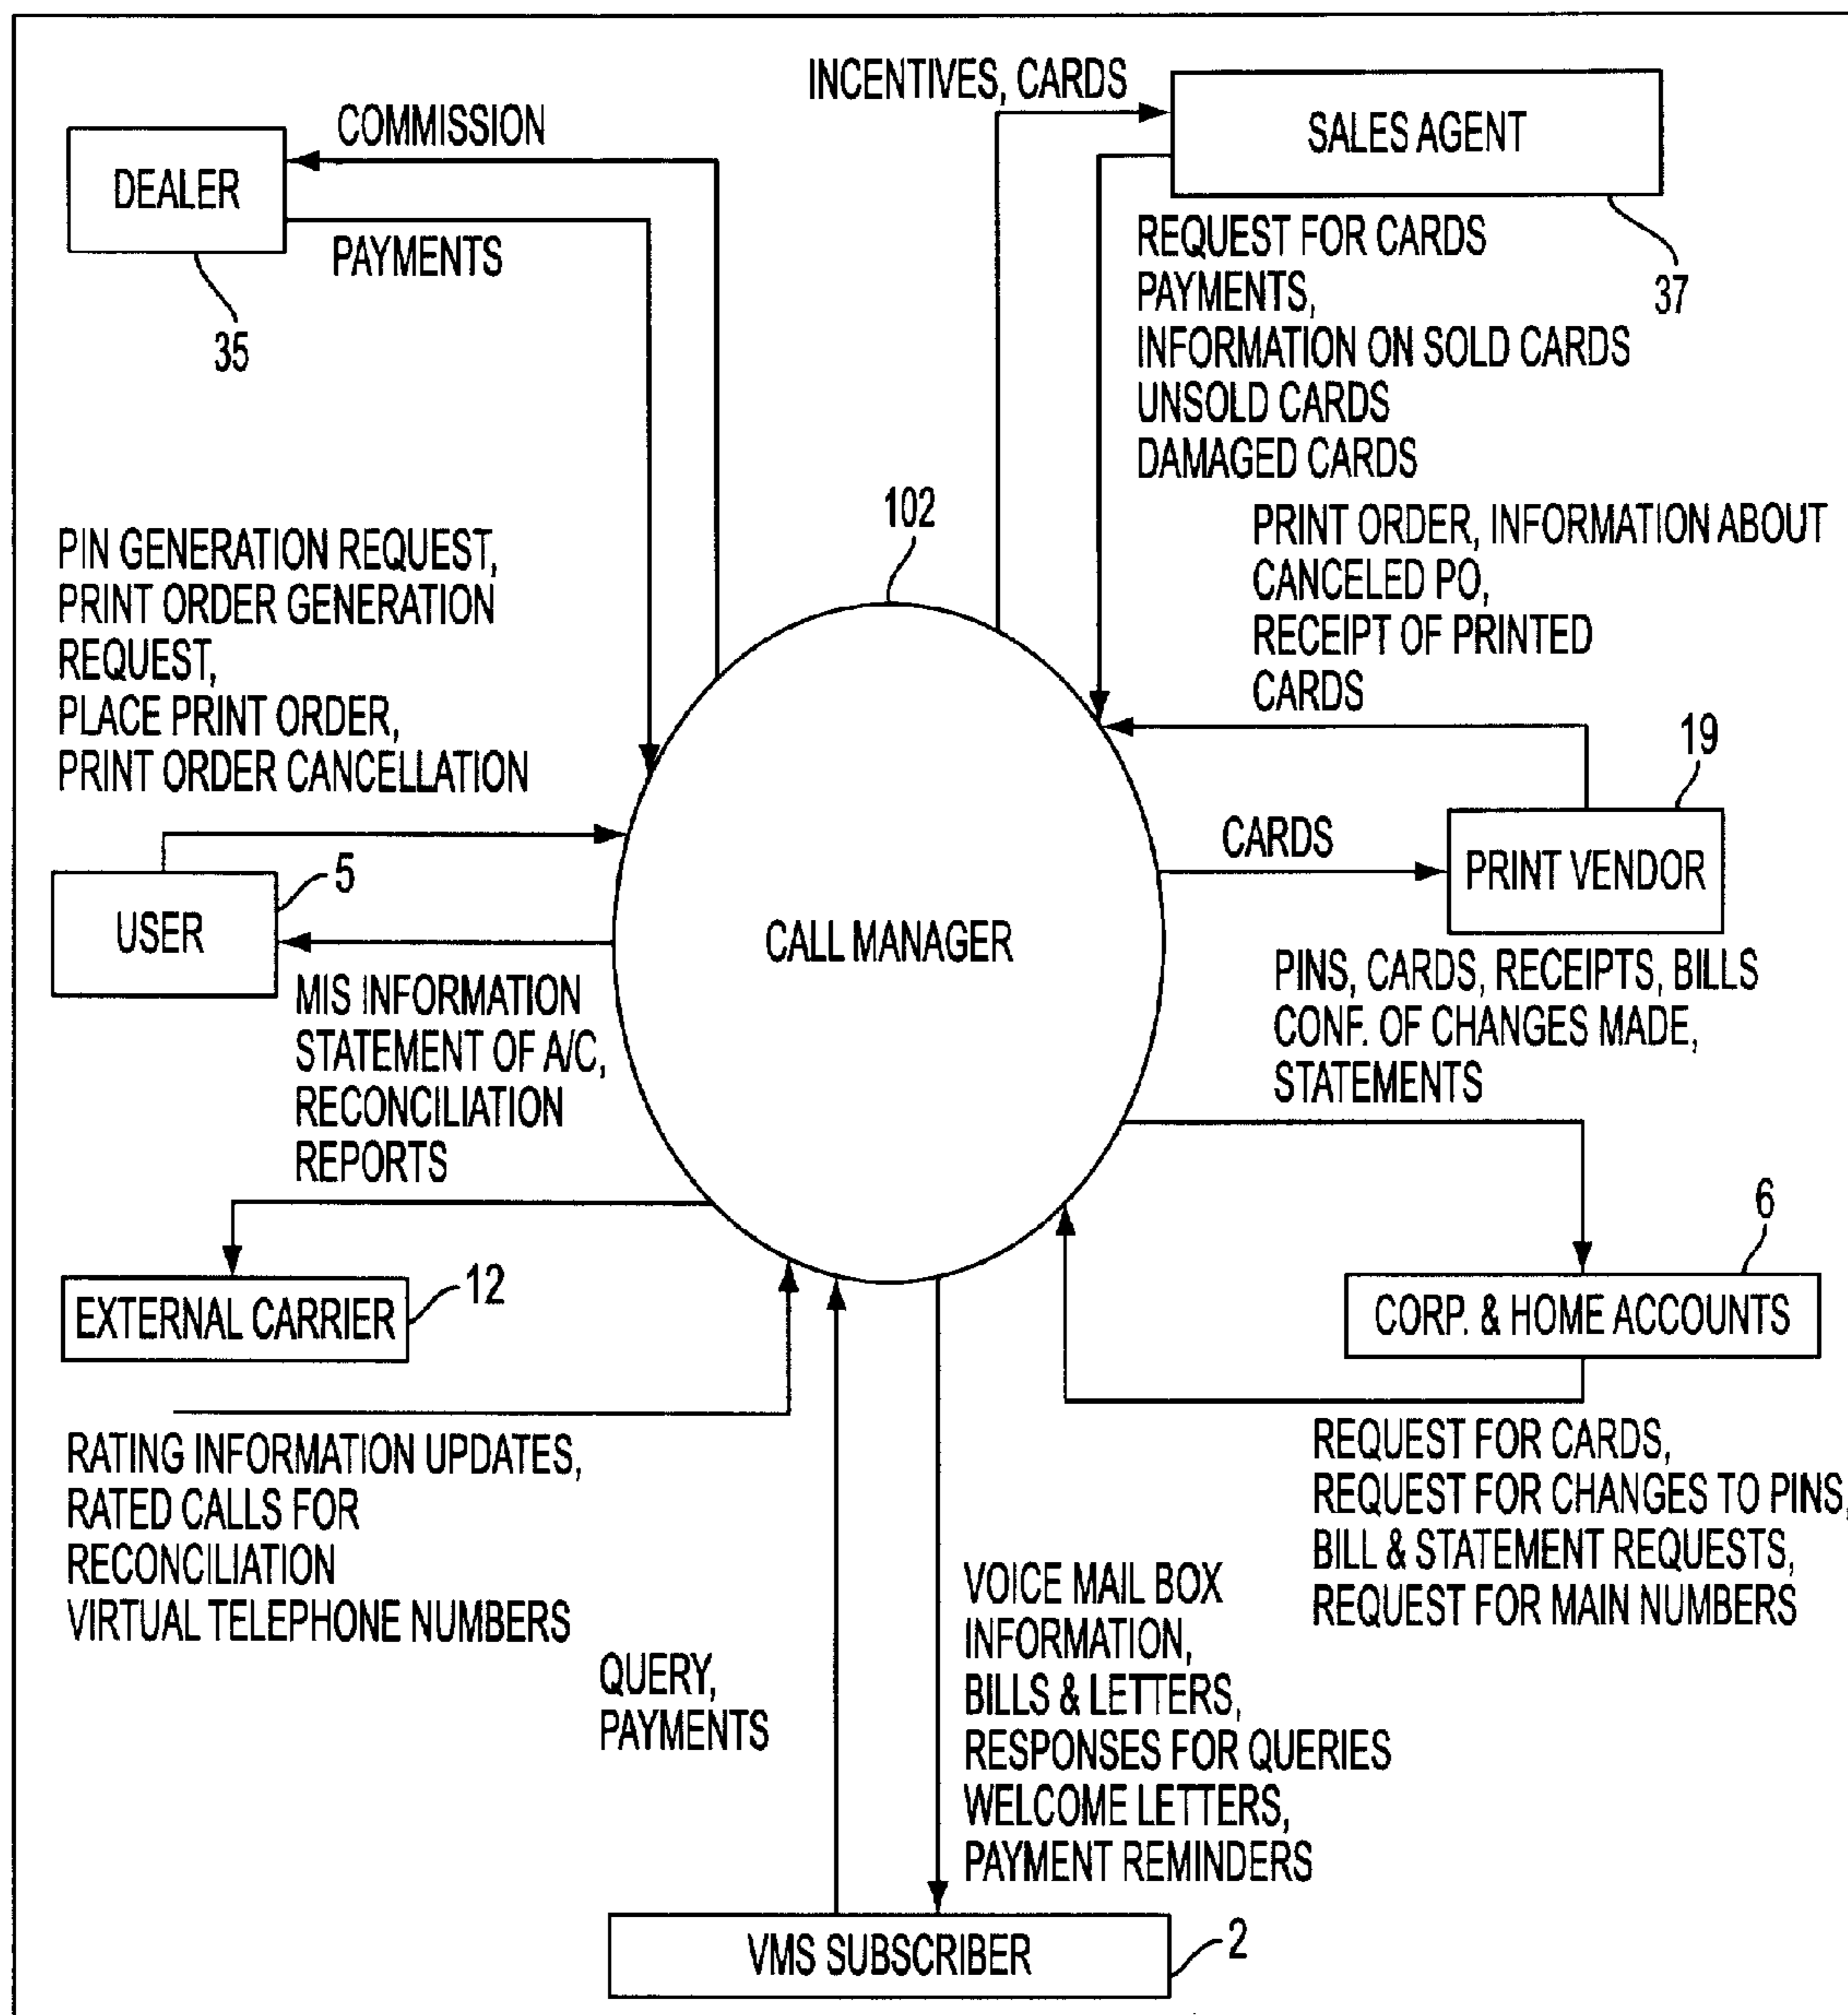 INCENTIVES, CARDS
SALES AGENT
37
COMMISSION
DEALER
PAYMENTS
35
REQUEST FOR CARDS
PAYMENTS,
INFORMATION ON SOLD CARDS
UNSOLD CARDS
DAMAGED CARDS
102
PRINT ORDER, INFORMATION ABOUT
CANCELED PO,
RECEIPT OF PRINTED
CARDS
PIN GENERATION REQUEST,
PRINT ORDER GENERATION
REQUEST,
PLACE PRINT ORDER,
PRINT ORDER CANCELLATION
19
CARDS
PRINT VENDOR
5
USER
CALL MANAGER
MIS INFORMATION
STATEMENT OF A/C,
RECONCILIATION
REPORTS
PINS, CARDS, RECEIPTS, BILLS
CONF. OF CHANGES MADE,
STATEMENTS
6
EXTERNAL CARRIER
12
CORP. & HOME ACCOUNTS
RATING INFORMATION UPDATES,
RATED CALLS FOR
RECONCILIATION
VIRTUAL TELEPHONE NUMBERS
REQUEST FOR CARDS,
REQUEST FOR CHANGES TO PINS,
BILL & STATEMENT REQUESTS,
REQUEST FOR MAIN NUMBERS
QUERY,
PAYMENTS
VOICE MAIL BOX
INFORMATION,
BILLS & LETTERS,
RESPONSES FOR QUERIES
WELCOME LETTERS,
PAYMENT REMINDERS
VMS SUBSCRIBER
2